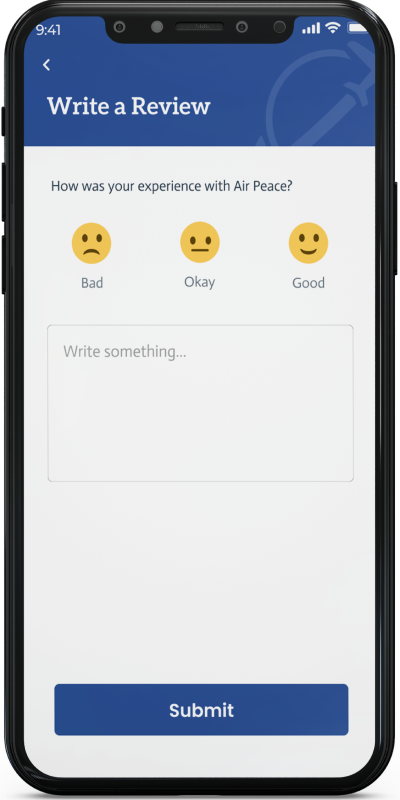 9:41
Write a Review
How was your experience with Air Peace?
Bad
Okay
Good
Write something...
Submit